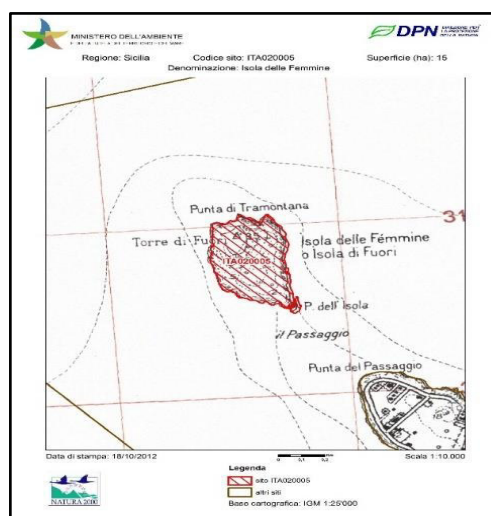 MINISTERO DELL'AMBIENTE
DPN
Regione: Sicilia
Codice sito: ITA020005
Superficie (ha): 15
Denominazione: Isola delle Femmine
Punta di Tramontana
31
Torre di Fuori
Isola delle Fémmine
o Isola di Fuori
ITA020005
P. dell'Isola
il Passaggio
Punta del Passaggio
Data di stampa: 18/10/2012
Scala 1:10.000
Legenda
sito ITA020005
altri siti
Base cartografica: IGM 1:25'000
NATURA 2000